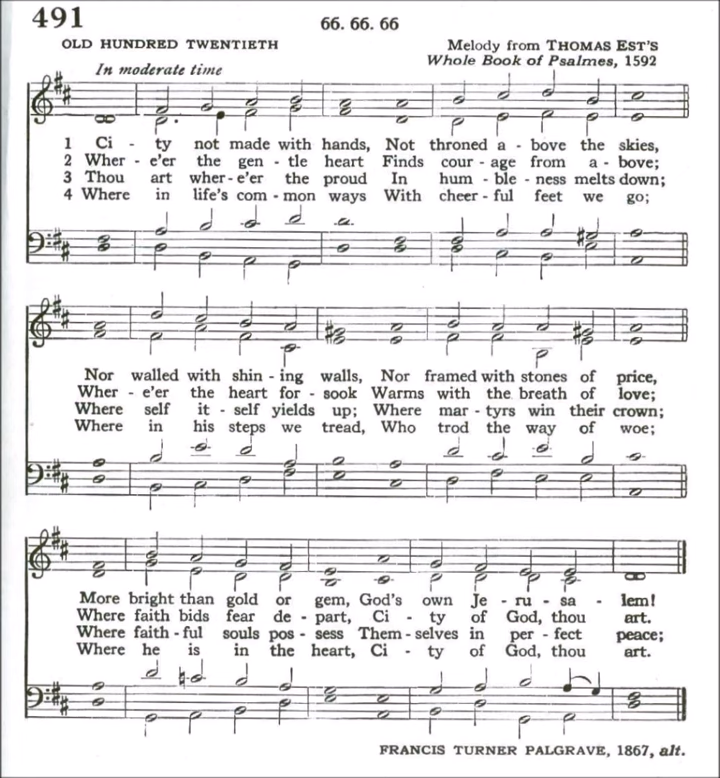 491
66. 66. 66
OLD HUNDRED TWENTIETH
Melody from THOMAS EST'S
In moderate time
Whole Book of Psalmes, 1592
1 Ci - ty not made with hands, Not throned a - bove the skies,
2 Wher - e'er the gen - tle heart Finds cour - age from a - bove;
3 Thou art wher - e'er the proud In hum - ble - ness melts down;
4 Where in life's com - mon ways With cheer - ful feet we go;
Nor walled with shin - ing walls, Nor framed with stones of price,
Wher - e'er the heart for - sook Warms with the breath of love;
Where self it - self yields up; Where mar - tyrs win their crown;
Where in his steps we tread, Who trod the way of woe;
More bright than gold or gem, God's own Je - ru - sa - lem!
Where faith bids fear de - part, Ci - ty of God, thou art.
Where faith - ful souls pos - sess Them - selves in per - fect peace;
Where he is in the heart, Ci - ty of God, thou art.
FRANCIS TURNER PALGRAVE, 1867, alt.